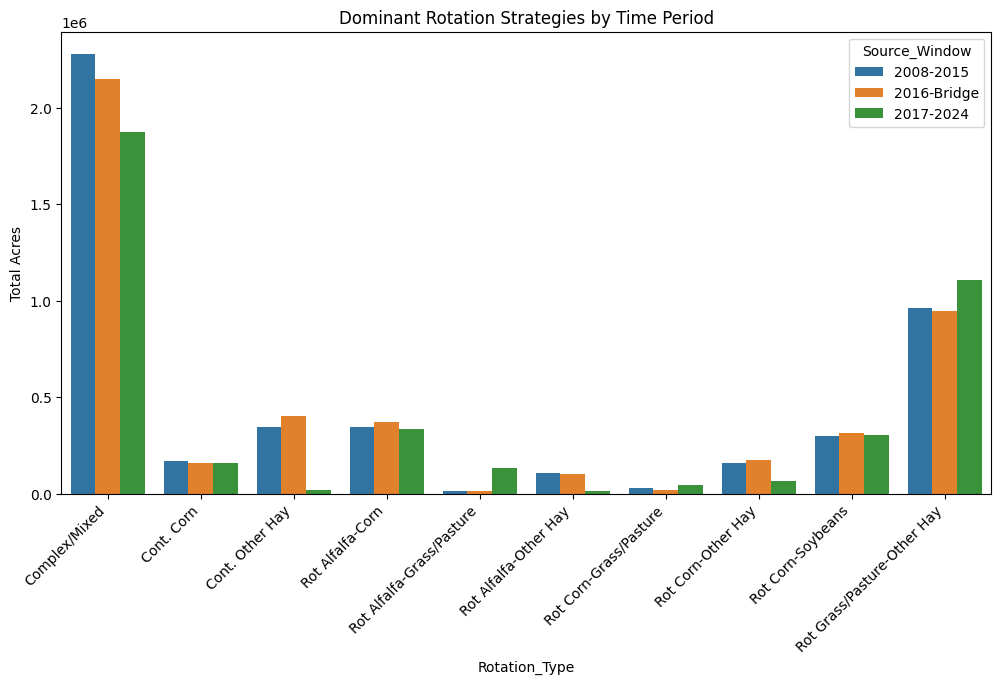 Dominant Rotation Strategies by Time Period
1e6
Total Acres
2.0
1.5
1.0
0.5
0.0
Source_Window
2008-2015
2016-Bridge
2017-2024
Complex/Mixed
Cont. Corn
Cont. Other Hay
Rot Alfalfa-Corn
Rot Alfalfa-Grass/Pasture
Rot Alfalfa-Other Hay
Rot Corn-Grass/Pasture
Rot Corn-Other Hay
Rot Corn-Soybeans
Rot Grass/Pasture-Other Hay
Rotation_Type